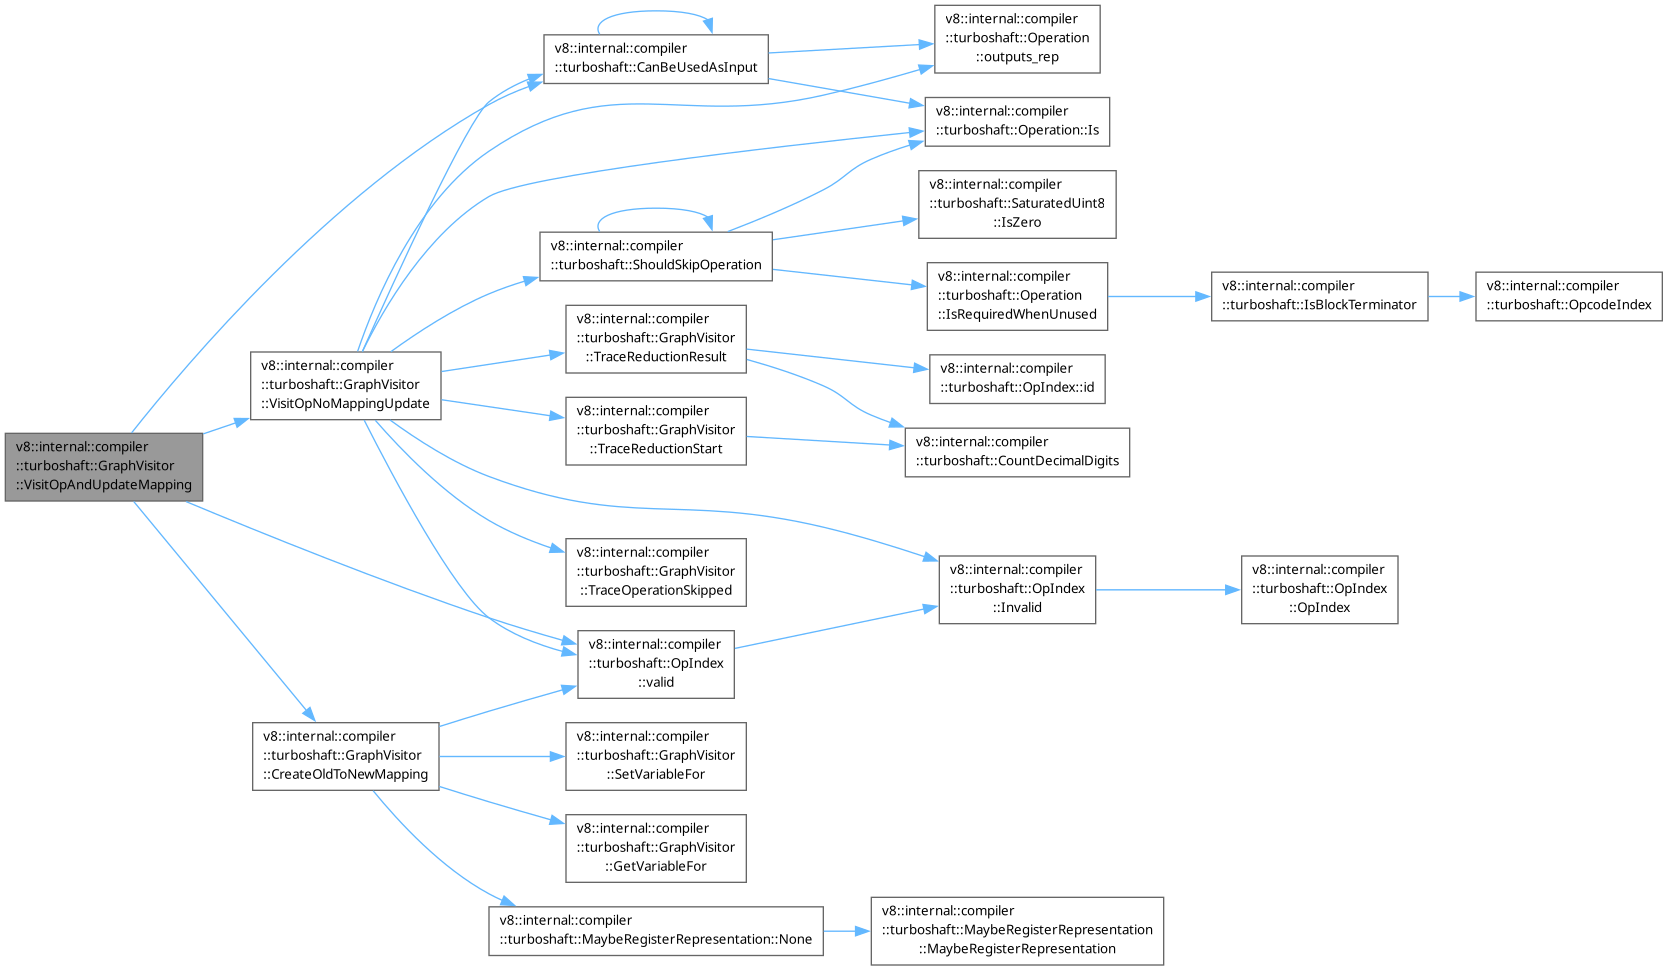 v8::internal::compiler
::turboshaft::GraphVisitor
::VisitOpAndUpdateMapping
v8::internal::compiler
::turboshaft::GraphVisitor
::VisitOpNoMappingUpdate
v8::internal::compiler
::turboshaft::GraphVisitor
::CreateOldToNewMapping
v8::internal::compiler
::turboshaft::CanBeUsedAsInput
v8::internal::compiler
::turboshaft::ShouldSkipOperation
v8::internal::compiler
::turboshaft::GraphVisitor
::TraceReductionResult
v8::internal::compiler
::turboshaft::GraphVisitor
::TraceReductionStart
v8::internal::compiler
::turboshaft::GraphVisitor
::TraceOperationSkipped
v8::internal::compiler
::turboshaft::OpIndex
::valid
v8::internal::compiler
::turboshaft::GraphVisitor
::SetVariableFor
v8::internal::compiler
::turboshaft::GraphVisitor
::GetVariableFor
v8::internal::compiler
::turboshaft::MaybeRegisterRepresentation::None
v8::internal::compiler
::turboshaft::Operation
::outputs_rep
v8::internal::compiler
::turboshaft::Operation::Is
v8::internal::compiler
::turboshaft::SaturatedUint8
::IsZero
v8::internal::compiler
::turboshaft::Operation
::IsRequiredWhenUnused
v8::internal::compiler
::turboshaft::OpIndex::id
v8::internal::compiler
::turboshaft::CountDecimalDigits
v8::internal::compiler
::turboshaft::OpIndex
::Invalid
v8::internal::compiler
::turboshaft::MaybeRegisterRepresentation
::MaybeRegisterRepresentation
v8::internal::compiler
::turboshaft::IsBlockTerminator
v8::internal::compiler
::turboshaft::OpIndex
::OpIndex
v8::internal::compiler
::turboshaft::OpcodeIndex